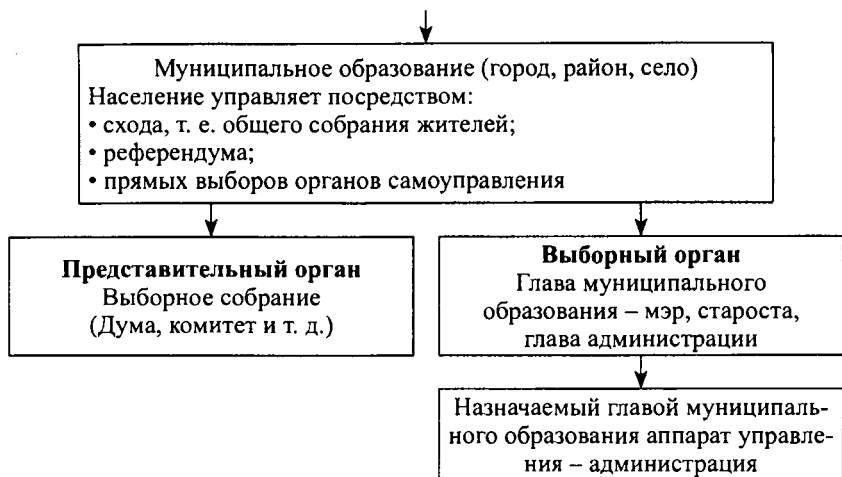 Муниципальное образование (город, район, село)
Население управляет посредством:
• схода, т. е. общего собрания жителей;
• референдума;
• прямых выборов органов самоуправления
Представительный орган
Выборное собрание
(Дума, комитет и т. д.)
Выборный орган
Глава муниципального
образования – мэр, староста,
глава администрации
Назначаемый главой муниципаль-
ного образования аппарат управле-
ния – администрация